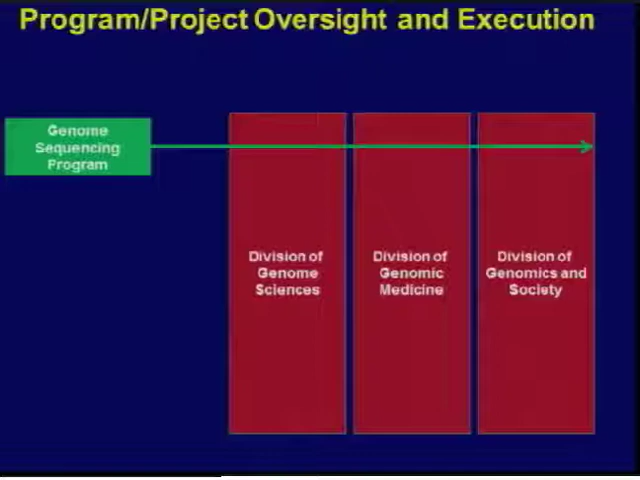 Program/Project Oversight and Execution
Genome
Sequencing
Program
Division of
Genome
Sciences
Division of
Genomic
Medicine
Division of
Genomics and
Society